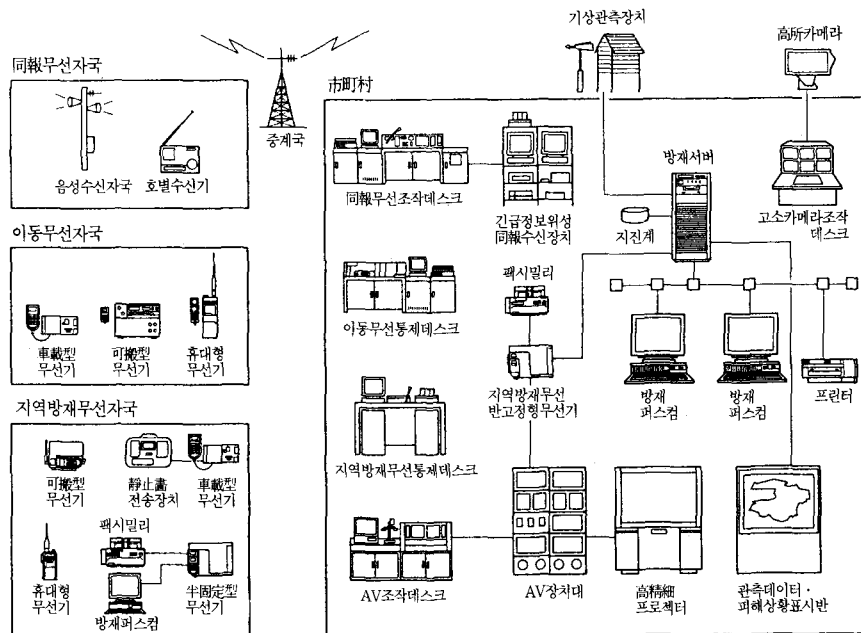 同報무선자국
음성수신자국
호별수신기
중계국
기상관측장치
高所카메라
市町村
同報무선조작데스크
긴급정보위성
同報수신장치
방재서버
지진계
고소카메라조작
데스크
이동무선자국
車載型
무선기
可搬型
무선기
휴대형
무선기
이동무선통제데스크
팩시밀리
지역방재무선
반고정형무선기
방재
퍼스컴
방재
퍼스컴
프린터
지역방재무선자국
可搬型
무선기
靜止畵
전송장치
車載型
무선기
휴대형
무선기
팩시밀리
방재퍼스컴
半固定型
무선기
지역방재무선통제데스크
AV조작데스크
AV장치대
高精細
프로젝터
관측데이터·
피해상황표시반